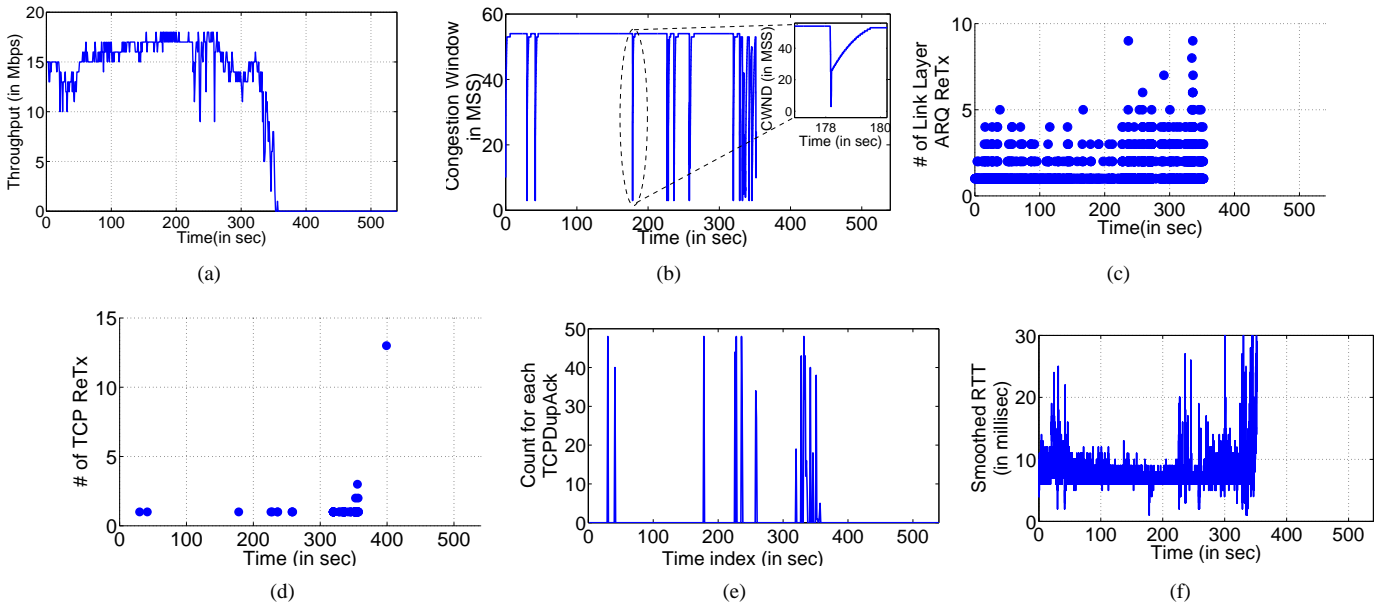 Throughput (in Mbps)
20
15
10
5
0
0 100 200 300 400 500
Time(in sec)
(a)
Congestion Window
in MSS)
60
40
20
0
0 100 200 300 400 500
Time (in sec)
CWND (in MSS)
60
40
20
0
178 180
Time (in sec)
(b)
# of Link Layer
ARQ ReTx
10
5
0
0 100 200 300 400 500
Time(in sec)
(c)
# of TCP ReTx
15
10
5
0
0 100 200 300 400 500
Time (in sec)
(d)
Count for each
TCPDupAck
50
40
30
20
10
0
0 100 200 300 400 500
Time index (in sec)
(e)
Smoothed RTT
(in millisec)
30
20
10
0
0 100 200 300 400 500
Time (in sec)
(f)